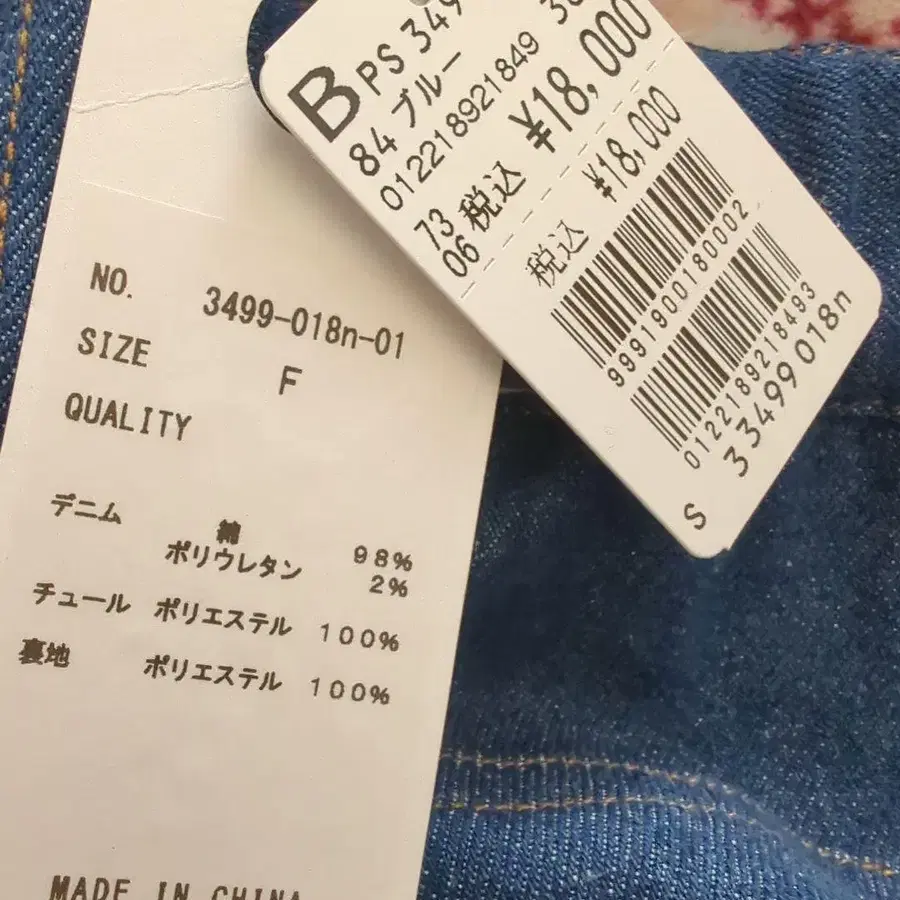 B PS 349
84 ブルー
0122189218493
73
06 税込 ¥18,000
税込 ¥18,000
9991900180002
0122189218493
33499018n
S
NO. 3499-018n-01
SIZE F
QUALITY
デニム 綿 98%
ポリウレタン 2%
チュール ポリエステル 100%
裏地 ポリエステル 100%
MADE IN CHINA